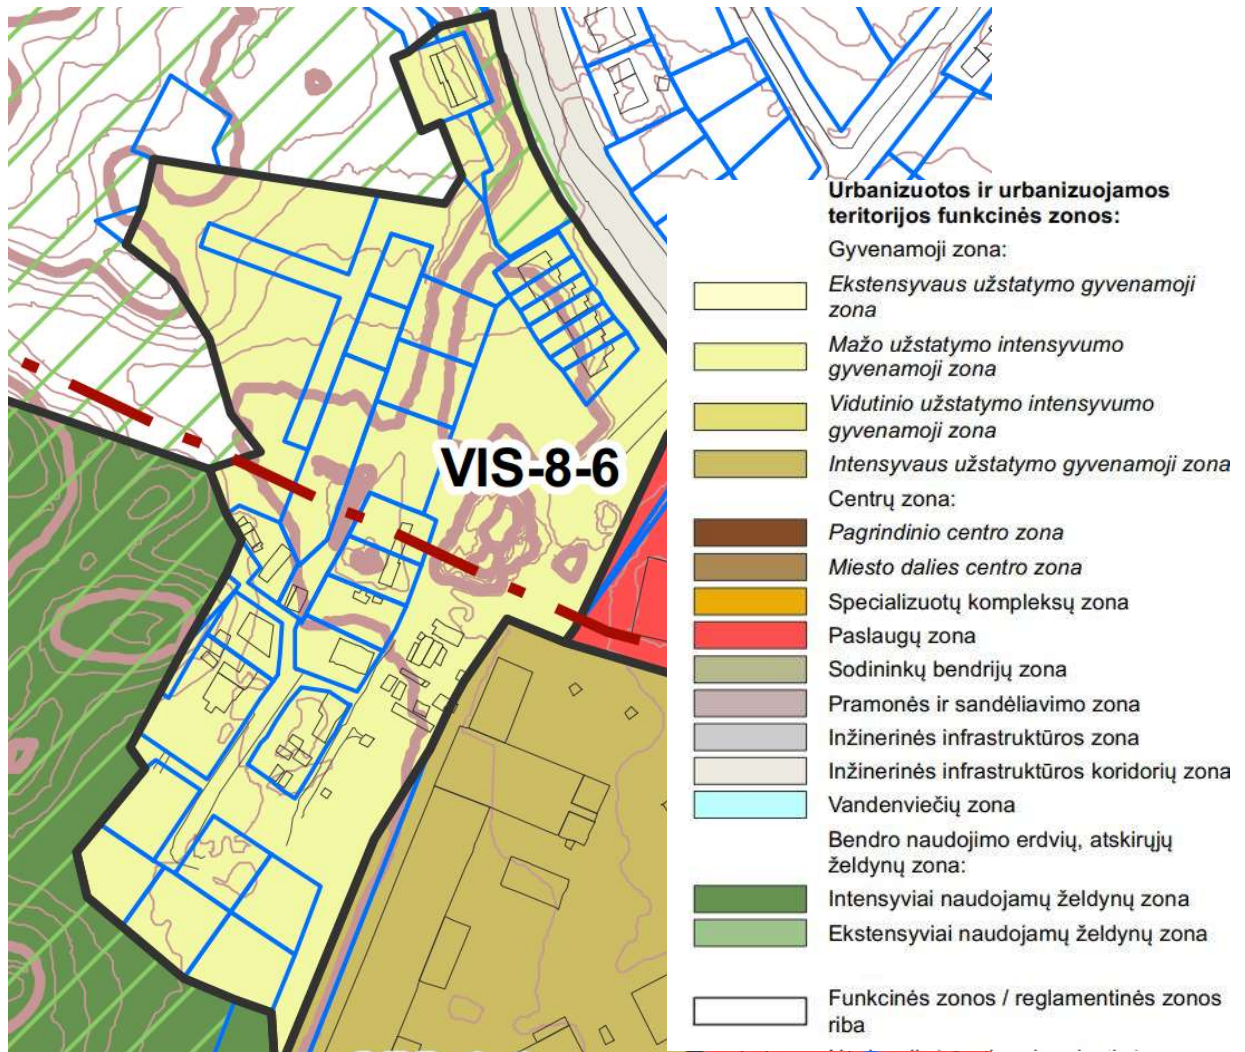 VIS-8-6
Urbanizuotos ir urbanizuojamos
teritorijos funkcinės zonos:
Gyvenamoji zona:
Ekstensyvaus užstatymo gyvenamoji
zona
Mažo užstatymo intensyvumo
gyvenamoji zona
Vidutinio užstatymo intensyvumo
gyvenamoji zona
Intensyvaus užstatymo gyvenamoji zona
Centrų zona:
Pagrindinio centro zona
Miesto dalies centro zona
Specializuotų kompleksų zona
Paslaugų zona
Sodininkų bendrijų zona
Pramonės ir sandėliavimo zona
Inžinerinės infrastruktūros zona
Inžinerinės infrastruktūros koridorių zona
Vandenviečių zona
Bendro naudojimo erdvių, atskirųjų
želdynų zona:
Intensyviai naudojamų želdynų zona
Ekstensyviai naudojamų želdynų zona
Funkcinės zonos / reglamentinės zonos
riba